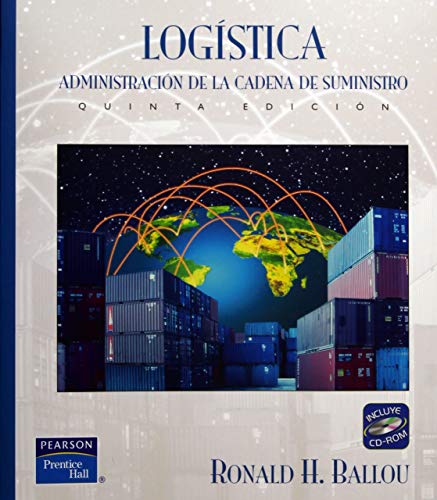 LOGÍSTICA
ADMINISTRACIÓN DE LA CADENA DE SUMINISTRO
QUINTA EDICIÓN
INCLUYE
CD-ROM
PEARSON
Prentice
Hall ®
RONALD H. BALLOU